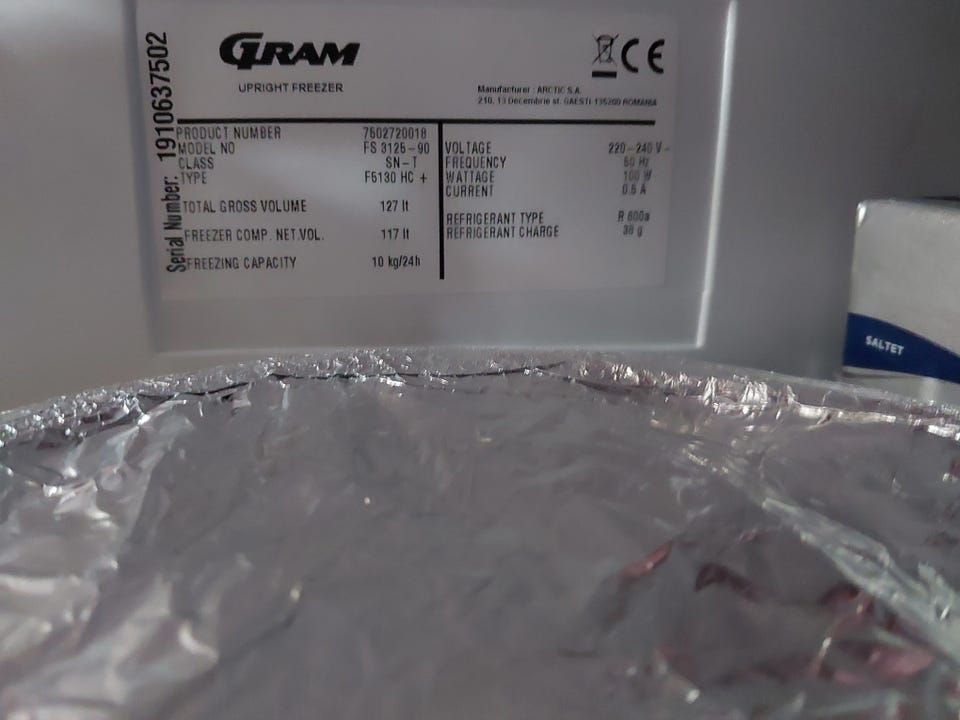 GRAM
UPRIGHT FREEZER
CE
Manufacturer : ARCTIC S.A.
210, 13 Decembrie st. GAESTI 135200 ROMANIA
Serial Number: 1910637502
PRODUCT NUMBER 7502720018
MODEL NO FS 3125-90
CLASS SN-T
TYPE F5130 HC +
TOTAL GROSS VOLUME 127 lt
FREEZER COMP. NET.VOL. 117 lt
FREEZING CAPACITY 10 kg/24h
VOLTAGE 220-240 V~
FREQUENCY 50 Hz
WATTAGE 100 W
CURRENT 0.6 A
REFRIGERANT TYPE R 600a
REFRIGERANT CHARGE 38 g
SALTET